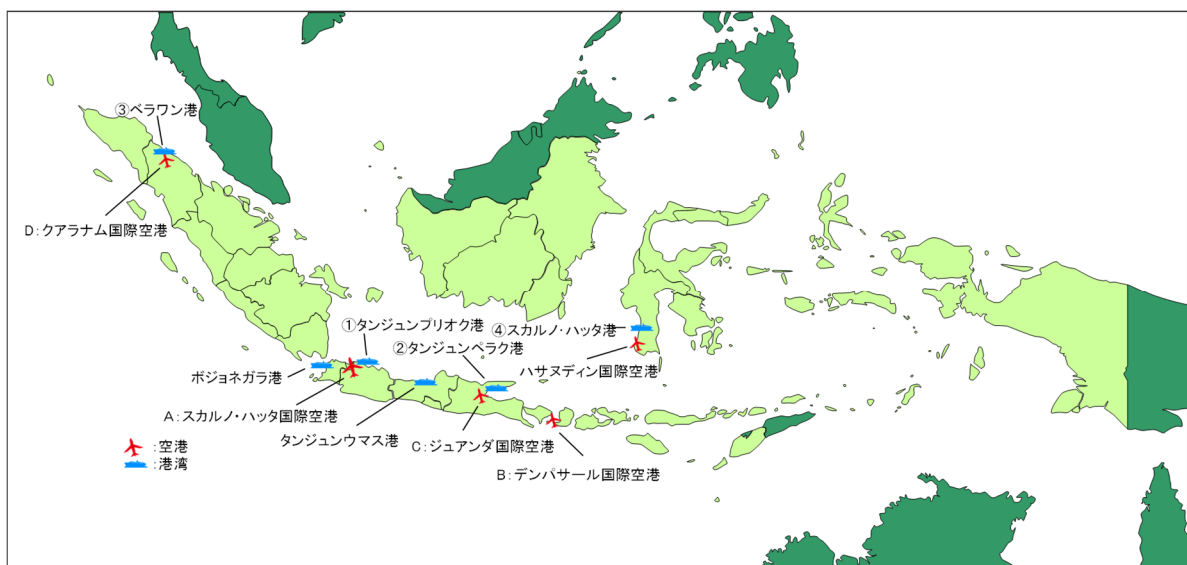 ③ベラワン港
D：クアラナム国際空港
①タンジュンプリオク港
④スカルノ・ハッタ港
②タンジュンペラク港
ハサヌディン国際空港
ボジョネガラ港
A：スカルノ・ハッタ国際空港
タンジュンウマス港
C：ジュアンダ国際空港
B：デンパサール国際空港
：空港
：港湾